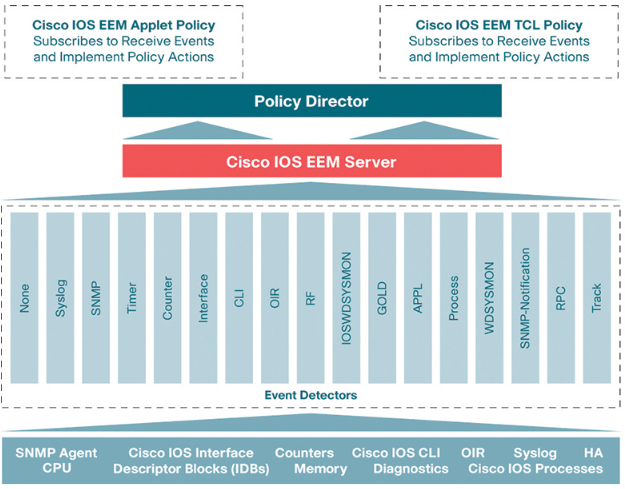 Cisco IOS EEM Applet Policy
Subscribes to Receive Events
and Implement Policy Actions
Cisco IOS EEM TCL Policy
Subscribes to Receive Events
and Implement Policy Actions
Policy Director
Cisco IOS EEM Server
None
Syslog
SNMP
Timer
Counter
Interface
CLI
OIR
RF
IOSWDSYSMON
GOLD
APPL
Process
WDSYSMON
SNMP-Notification
RPC
Track
Event Detectors
SNMP Agent Cisco IOS Interface Counters Cisco IOS CLI OIR Syslog HA
CPU Descriptor Blocks (IDBs) Memory Diagnostics Cisco IOS Processes